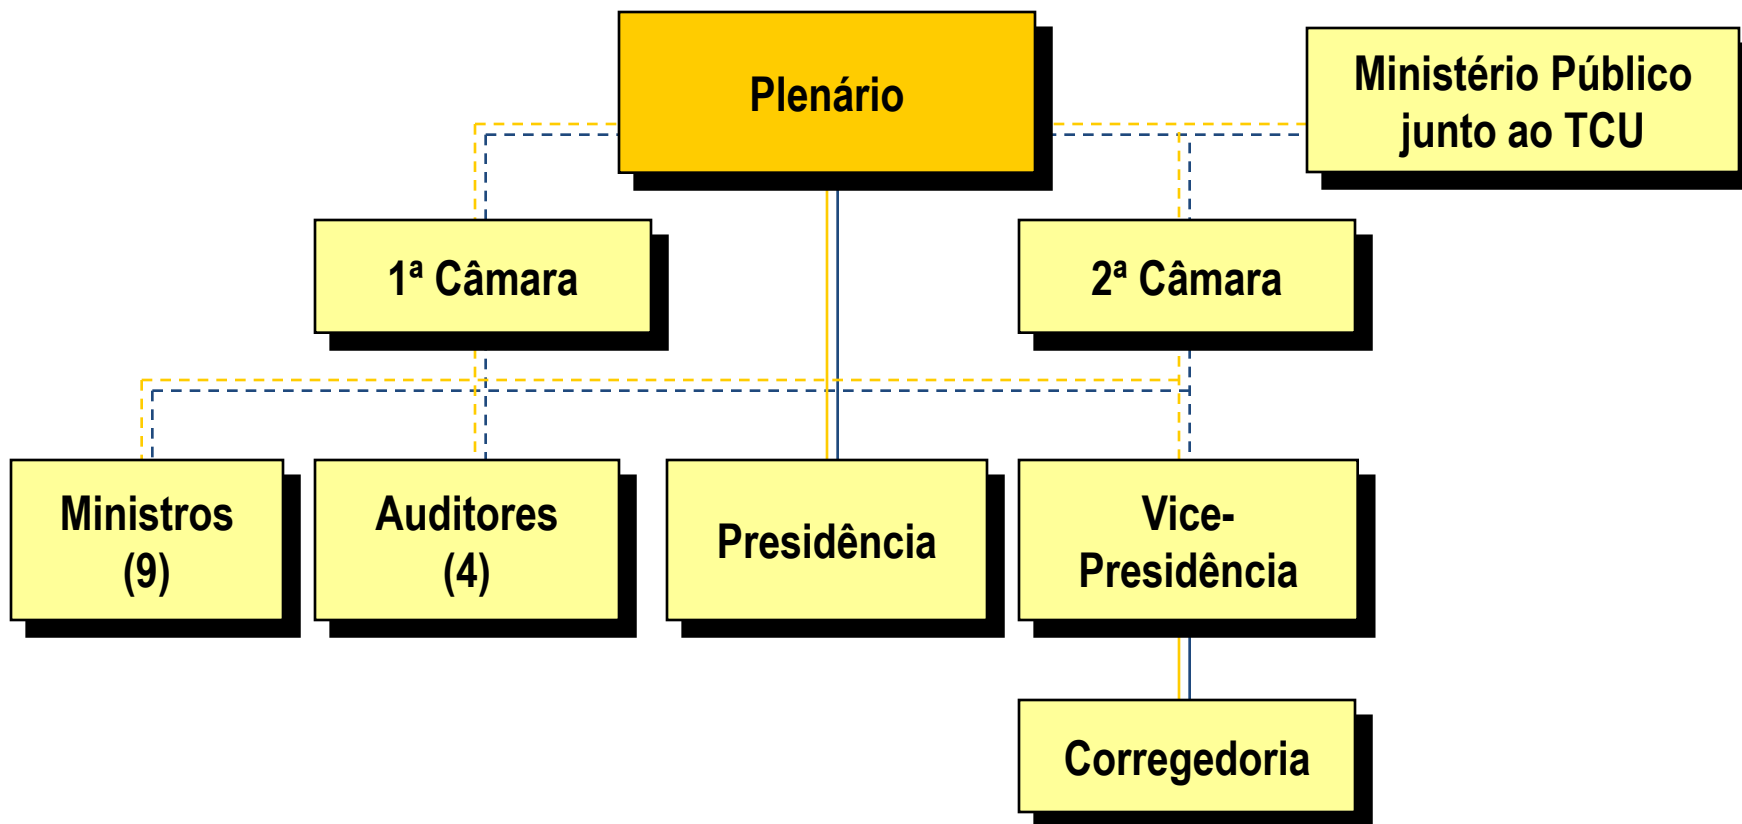 Plenário
Ministério Público
junto ao TCU
1ª Câmara
2ª Câmara
Ministros
(9)
Auditores
(4)
Presidência
Vice-
Presidência
Corregedoria